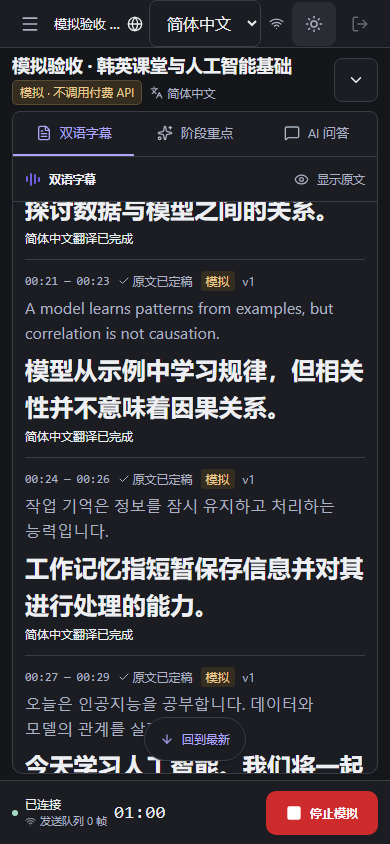 模拟验收 ... 简体中文
模拟验收 · 韩英课堂与人工智能基础
模拟 · 不调用付费 API 简体中文
双语字幕 阶段重点 AI 问答
双语字幕 显示原文
探讨数据与模型之间的关系。
简体中文翻译已完成
00:21 — 00:23 原文已定稿 模拟 v1
A model learns patterns from examples, but
correlation is not causation.
模型从示例中学习规律，但相关
性并不意味着因果关系。
简体中文翻译已完成
00:24 — 00:26 原文已定稿 模拟 v1
작업 기억은 정보를 잠시 유지하고 처리하는
능력입니다.
工作记忆指短暂保存信息并对其
进行处理的能力。
简体中文翻译已完成
00:27 — 00:29 原文已定稿 模拟 v1
오늘은 인공지능을 공부합니다. 데이터와
모델의 관계를
回到最新
今天学习人工智能。我们将一起
已连接
发送队列 0 帧
01:00
停止模拟